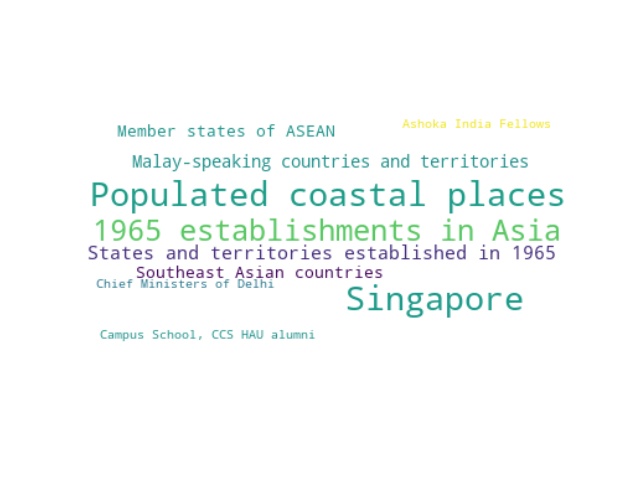 Ashoka India Fellows
Member states of ASEAN
Malay-speaking countries and territories
Populated coastal places
1965 establishments in Asia
States and territories established in 1965
Southeast Asian countries
Chief Ministers of Delhi
Singapore
Campus School, CCS HAU alumni